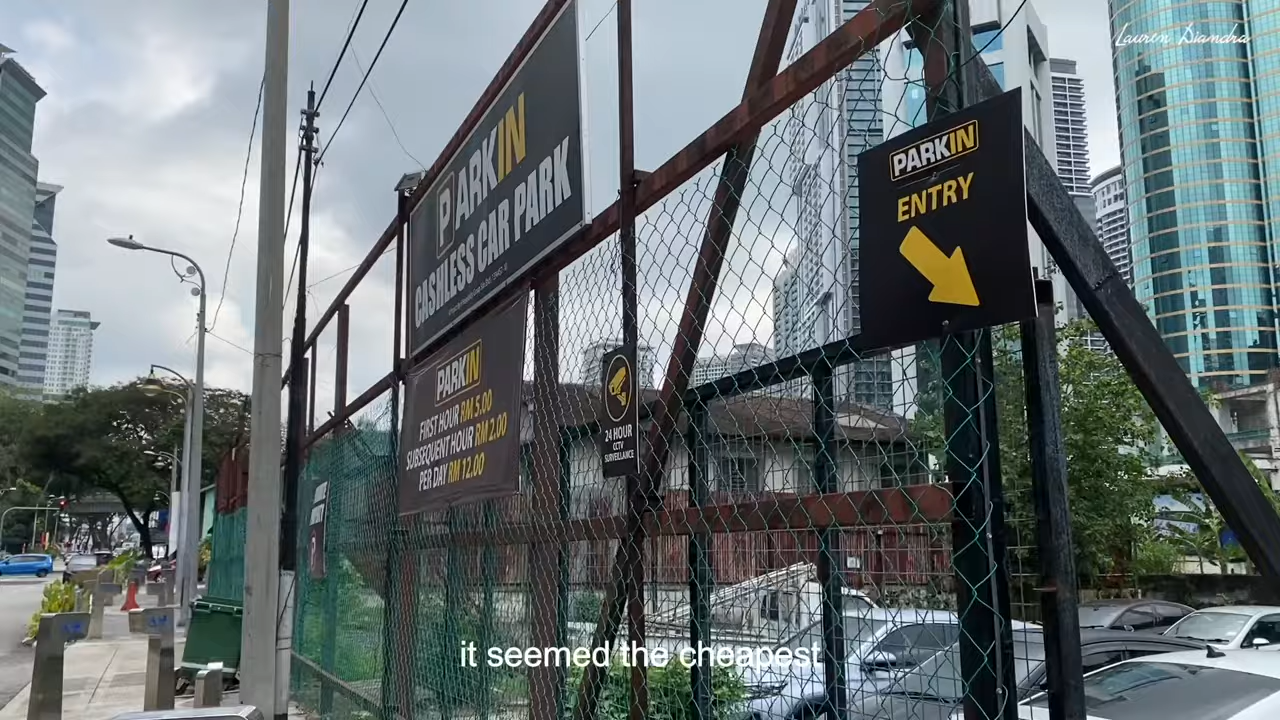 Lauren Diandra
PARKIN
CASHLESS CAR PARK
PARKIN
FIRST HOUR RM 5.00
SUBSEQUENT HOUR RM 2.00
PER DAY RM 12.00
24 HOUR
CCTV
SURVEILLANCE
PARKIN
ENTRY
it seemed the cheapest